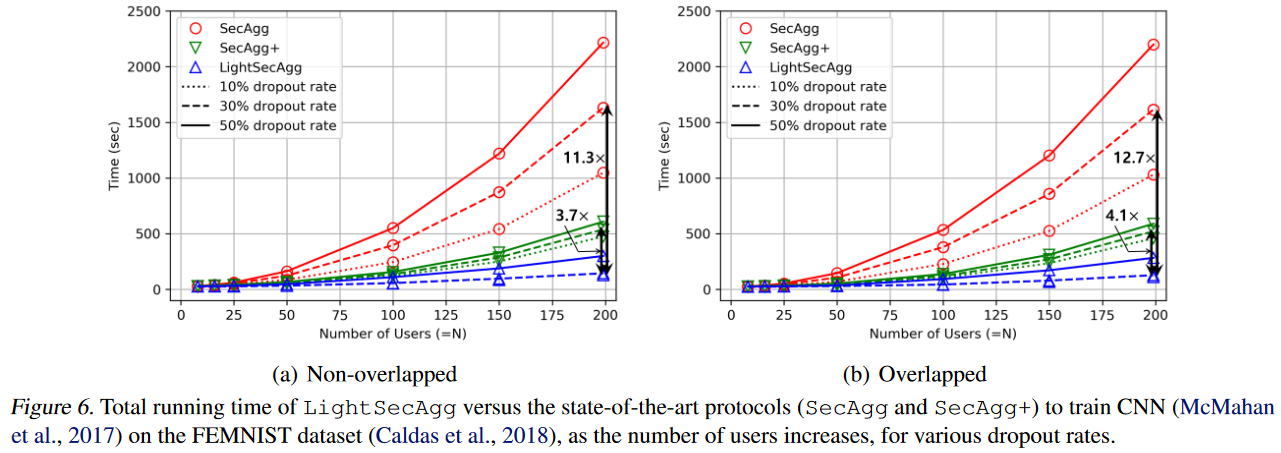 2500
2000
1500
1000
500
0
Time (sec)
SecAgg
SecAgg+
LightSecAgg
10% dropout rate
30% dropout rate
50% dropout rate
11.3×
3.7×
0 25 50 75 100 125 150 175 200
Number of Users (=N)
(a) Non-overlapped
2500
2000
1500
1000
500
0
Time (sec)
SecAgg
SecAgg+
LightSecAgg
10% dropout rate
30% dropout rate
50% dropout rate
12.7×
4.1×
0 25 50 75 100 125 150 175 200
Number of Users (=N)
(b) Overlapped
Figure 6. Total running time of LightSecAgg versus the state-of-the-art protocols (SecAgg and SecAgg+) to train CNN (McMahan
et al., 2017) on the FEMNIST dataset (Caldas et al., 2018), as the number of users increases, for various dropout rates.